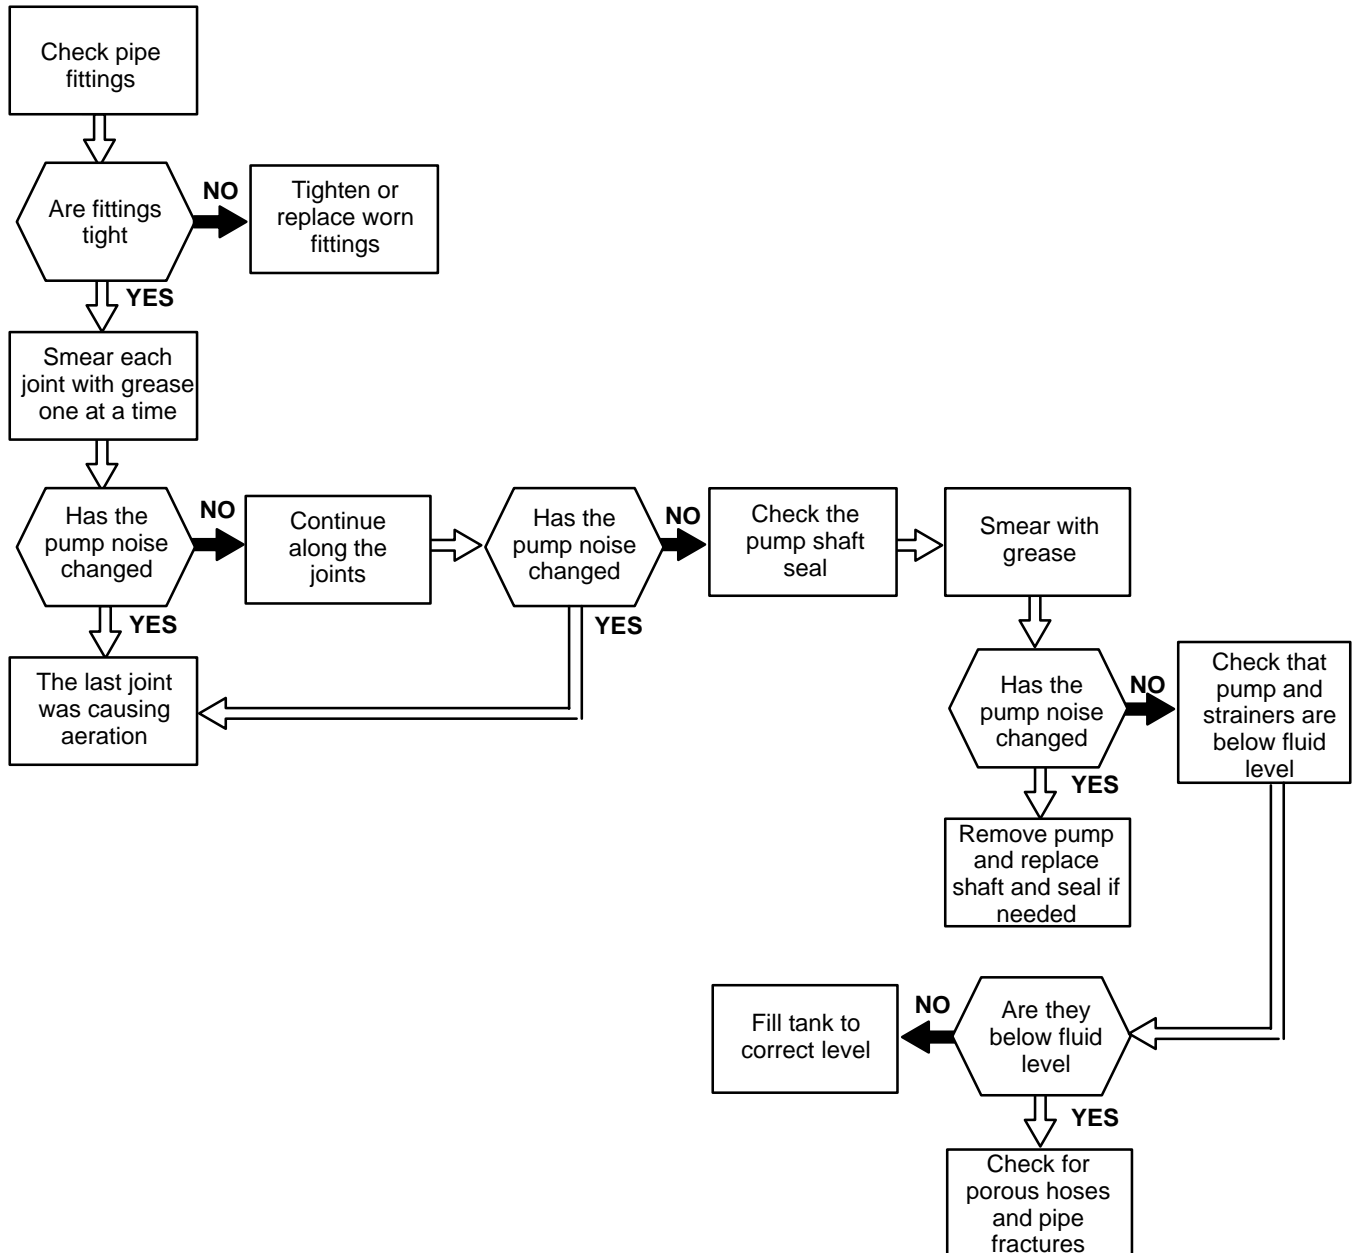 Check pipe
fittings
Are fittings
tight
NO
Tighten or
replace worn
fittings
YES
Smear each
joint with grease
one at a time
Has the
pump noise
changed
NO
Continue
along the
joints
Has the
pump noise
changed
NO
Check the
pump shaft
seal
Smear with
grease
YES
The last joint
was causing
aeration
YES
Has the
pump noise
changed
NO
Check that
pump and
strainers are
below fluid
level
YES
Remove pump
and replace
shaft and seal if
needed
Are they
below fluid
level
NO
Fill tank to
correct level
YES
Check for
porous hoses
and pipe
fractures